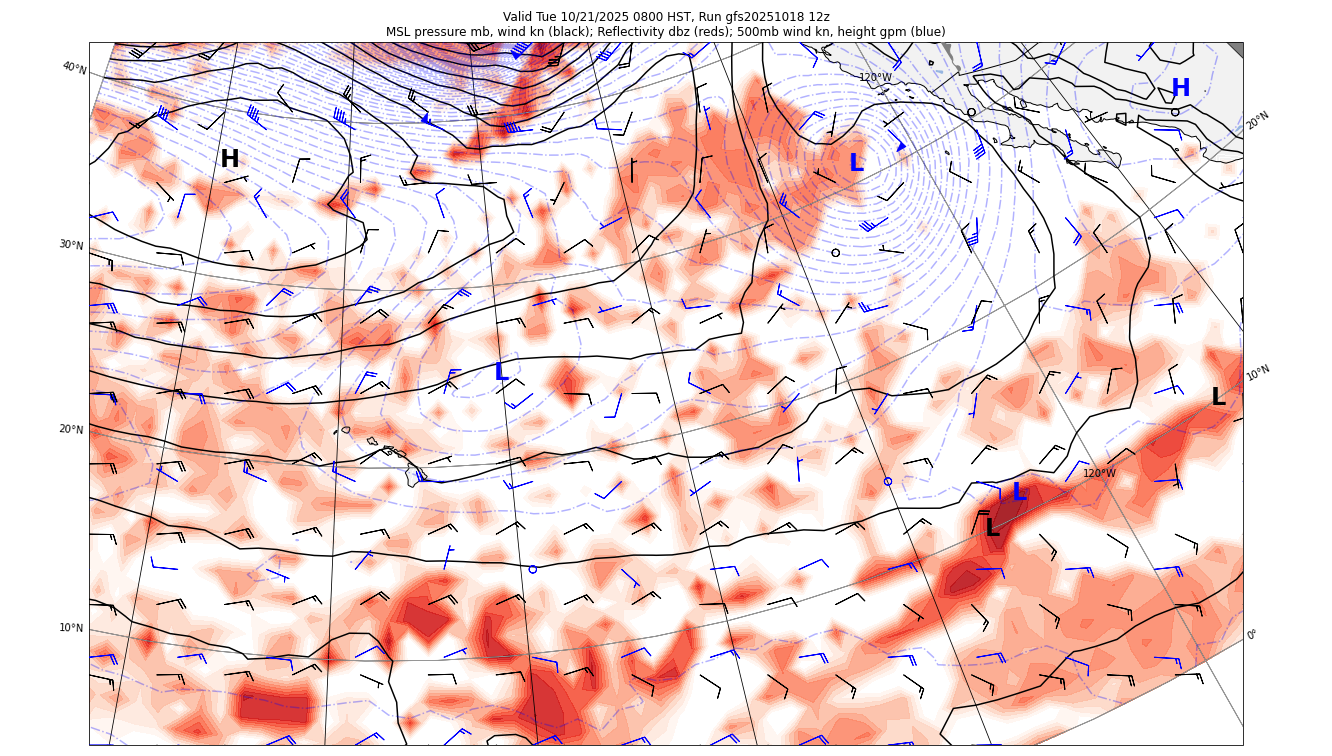 Valid Tue 10/21/2025 0800 HST, Run gfs20251018 12z
MSL pressure mb, wind kn (black); Reflectivity dbz (reds); 500mb wind kn, height gpm (blue)
40°N
120°W
H
20°N
H
L
30°N
L
10°N
L
20°N
120°W
L
L
10°N
0°